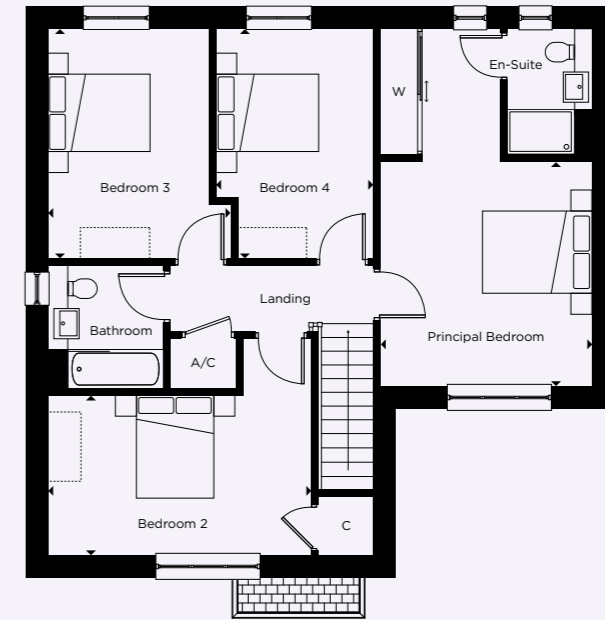 En-Suite
W
Bedroom 3
Bedroom 4
Landing
Bathroom
Principal Bedroom
A/C
Bedroom 2
C